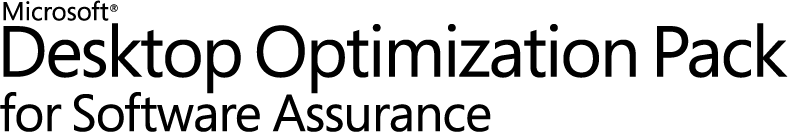 Microsoft®
Desktop Optimization Pack
for Software Assurance